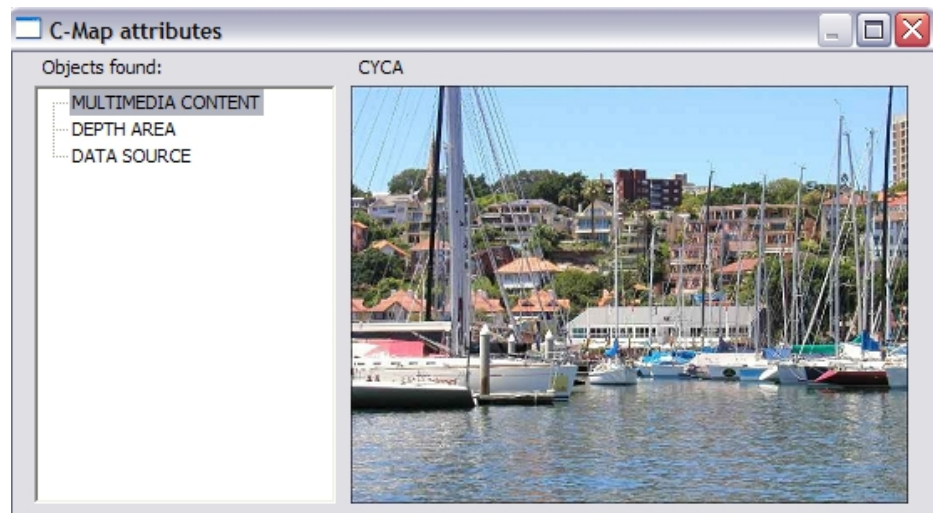 C-Map attributes
Objects found:
CYCA
MULTIMEDIA CONTENT
DEPTH AREA
DATA SOURCE